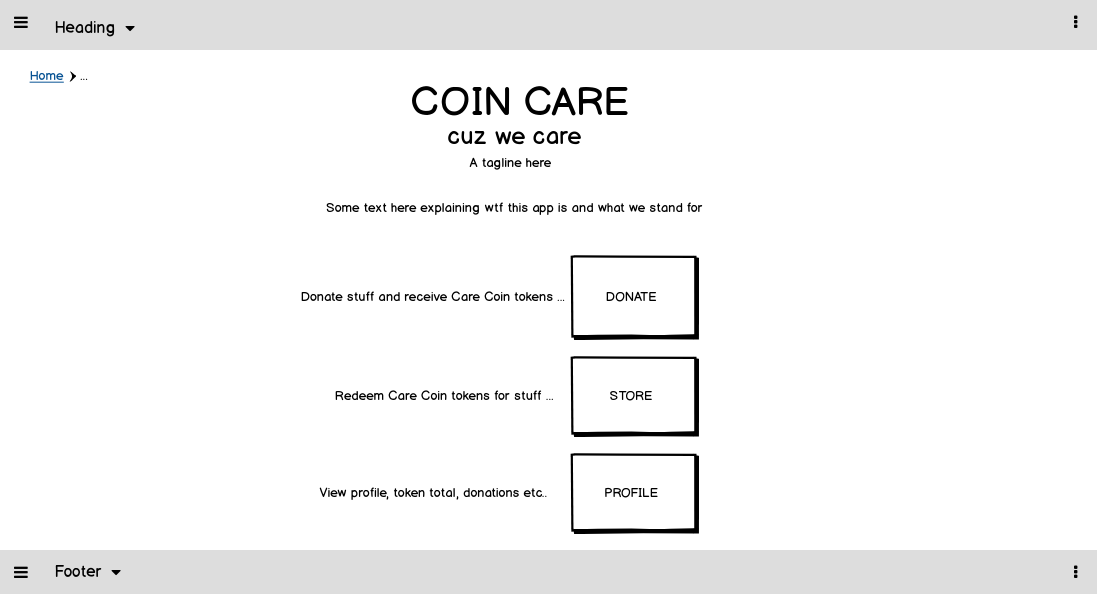 Heading
Home > ...
COIN CARE
cuz we care
A tagline here
Some text here explaining wtf this app is and what we stand for
Donate stuff and receive Care Coin tokens ... DONATE
Redeem Care Coin tokens for stuff ... STORE
View profile, token total, donations etc.. PROFILE
Footer